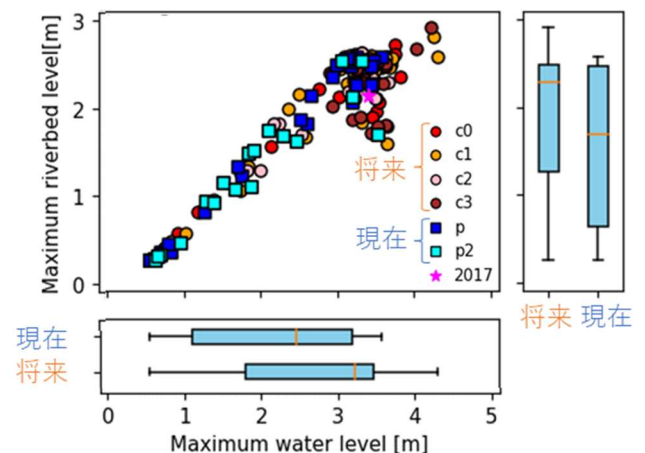 Maximum riverbed level[m]
3
2
1
0
将来
c0
c1
c2
c3
現在
p
p2
2017
将来 現在
現在
将来
0 1 2 3 4 5
Maximum water level [m]